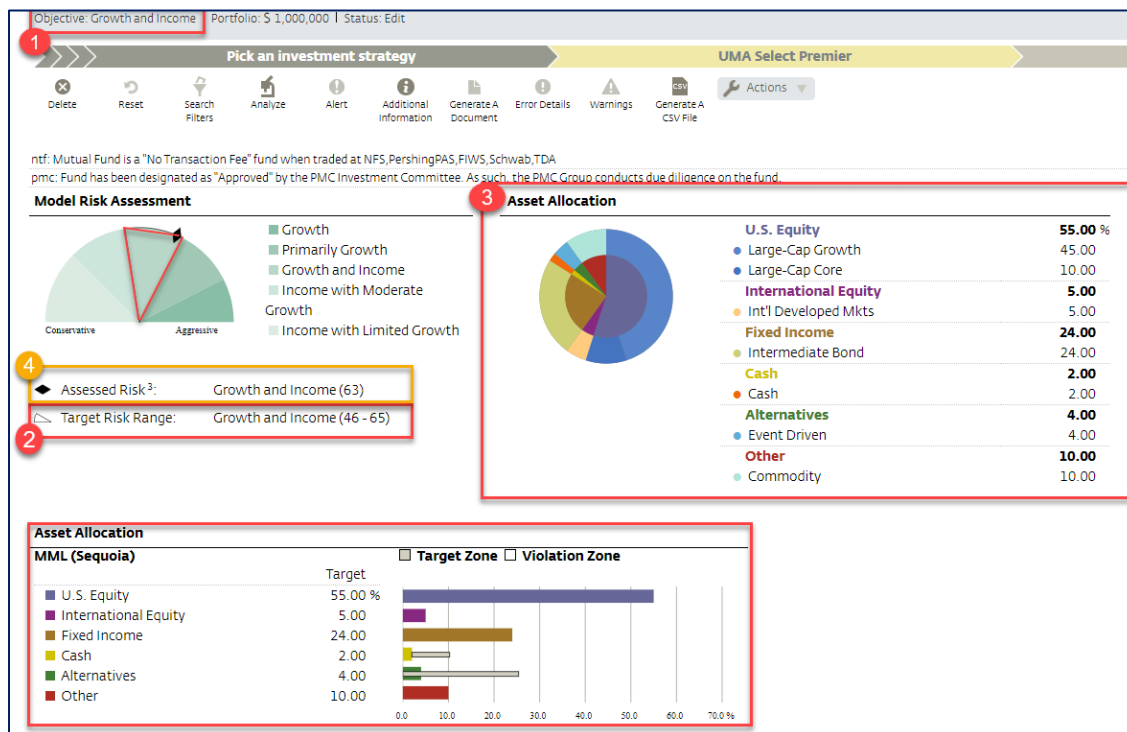 Objective: Growth and Income | Portfolio: $ 1,000,000 | Status: Edit
1
Pick an investment strategy
UMA Select Premier
Delete
Reset
Search Filters
Analyze
Alert
Additional Information
Generate A Document
Error Details
Warnings
CSV
Generate A CSV File
Actions
ntf: Mutual Fund is a "No Transaction Fee" fund when traded at NFS,PershingPAS,FIWS,Schwab,TDA
pmc: Fund has been designated as "Approved" by the PMC Investment Committee. As such, the PMC Group conducts due diligence on the fund.
Model Risk Assessment
Growth
Primarily Growth
Growth and Income
Income with Moderate
Growth
Income with Limited Growth
Conservative
Aggressive
4
Assessed Risk 3: Growth and Income (63)
Target Risk Range: Growth and Income (46 - 65)
2
3
Asset Allocation
U.S. Equity 55.00 %
Large-Cap Growth 45.00
Large-Cap Core 10.00
International Equity 5.00
Int'l Developed Mkts 5.00
Fixed Income 24.00
Intermediate Bond 24.00
Cash 2.00
Cash 2.00
Alternatives 4.00
Event Driven 4.00
Other 10.00
Commodity 10.00
Asset Allocation
MML (Sequoia)
Target Zone Violation Zone
Target
U.S. Equity 55.00 %
International Equity 5.00
Fixed Income 24.00
Cash 2.00
Alternatives 4.00
Other 10.00
0.0 10.0 20.0 30.0 40.0 50.0 60.0 70.0 %